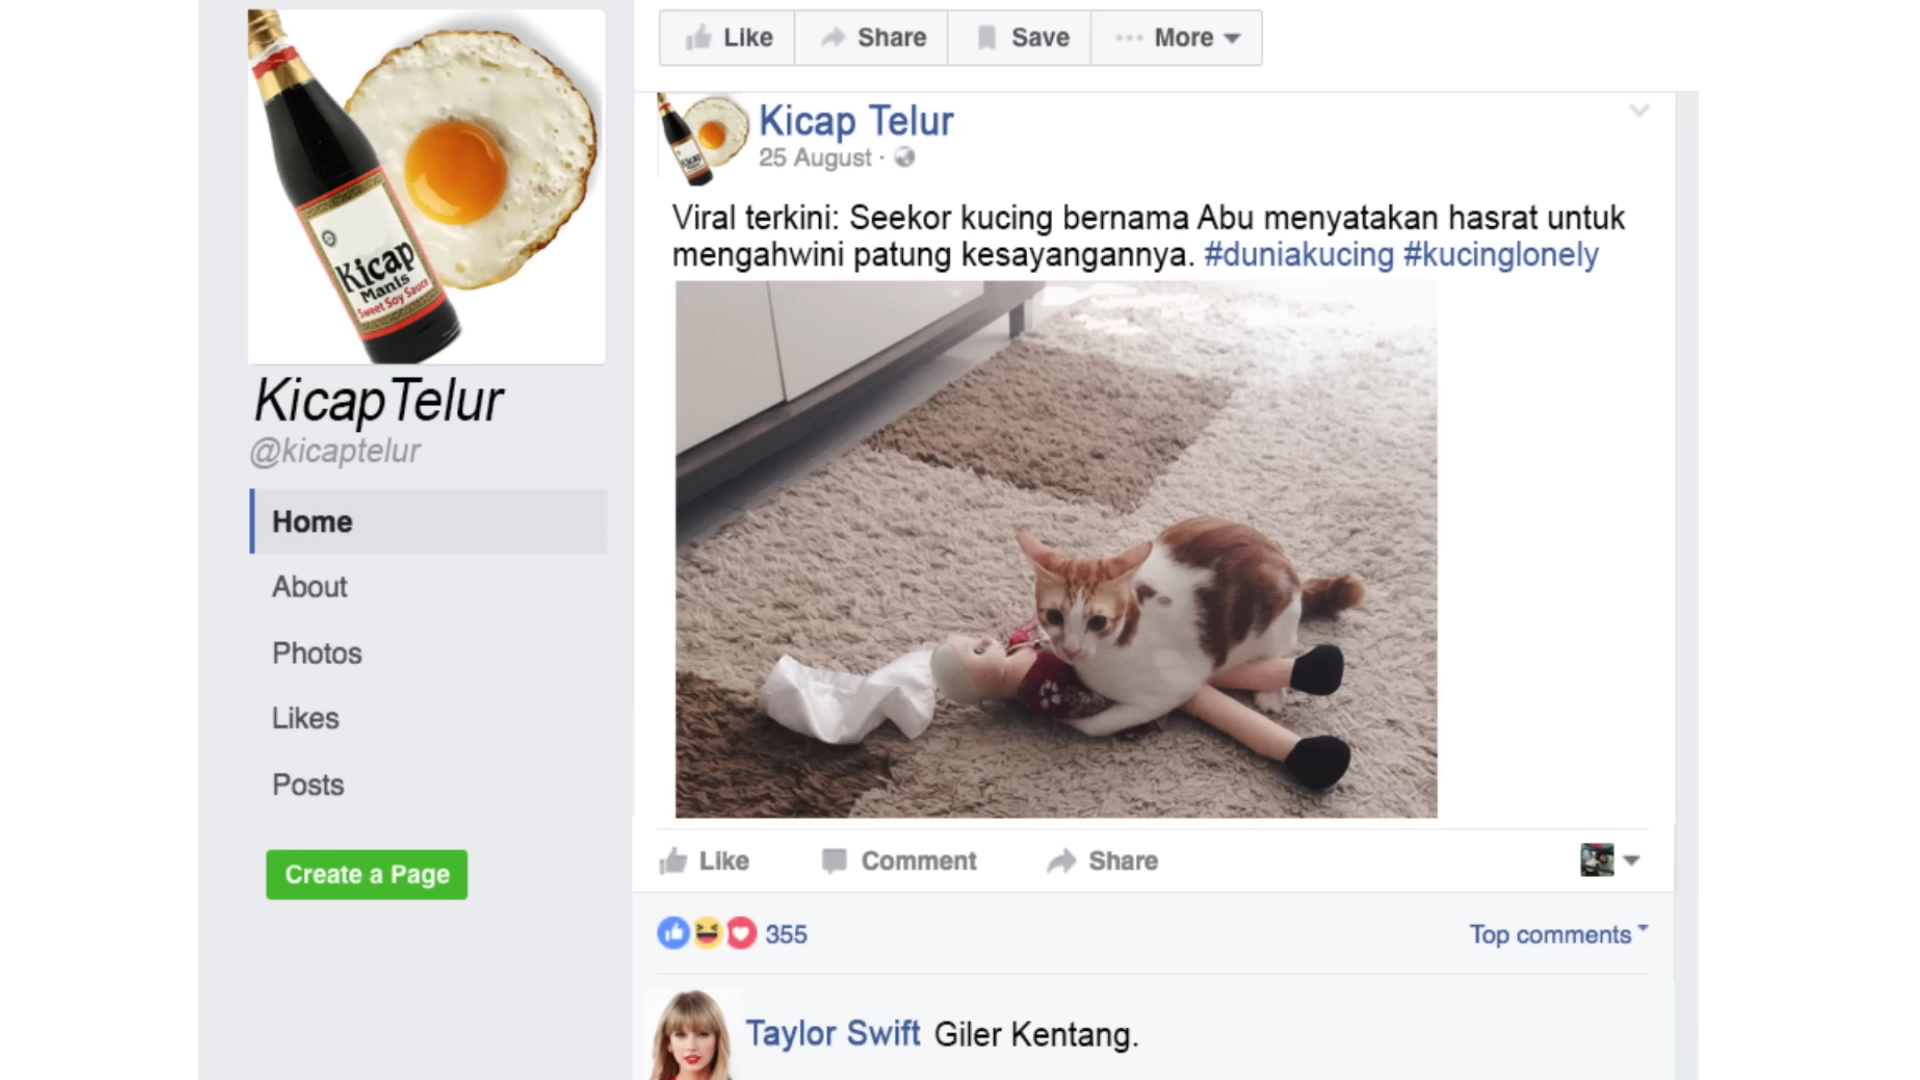 Kicap
Manis
Sweet Soy Sauce
KicapTelur
@kicaptelur
Home
About
Photos
Likes
Posts
Create a Page
Like
Share
Save
More
Kicap Telur
25 August ·
Viral terkini: Seekor kucing bernama Abu menyatakan hasrat untuk
mengahwini patung kesayangannya. #duniakucing #kucinglonely
Like
Comment
Share
355
Top comments
Taylor Swift Giler Kentang.